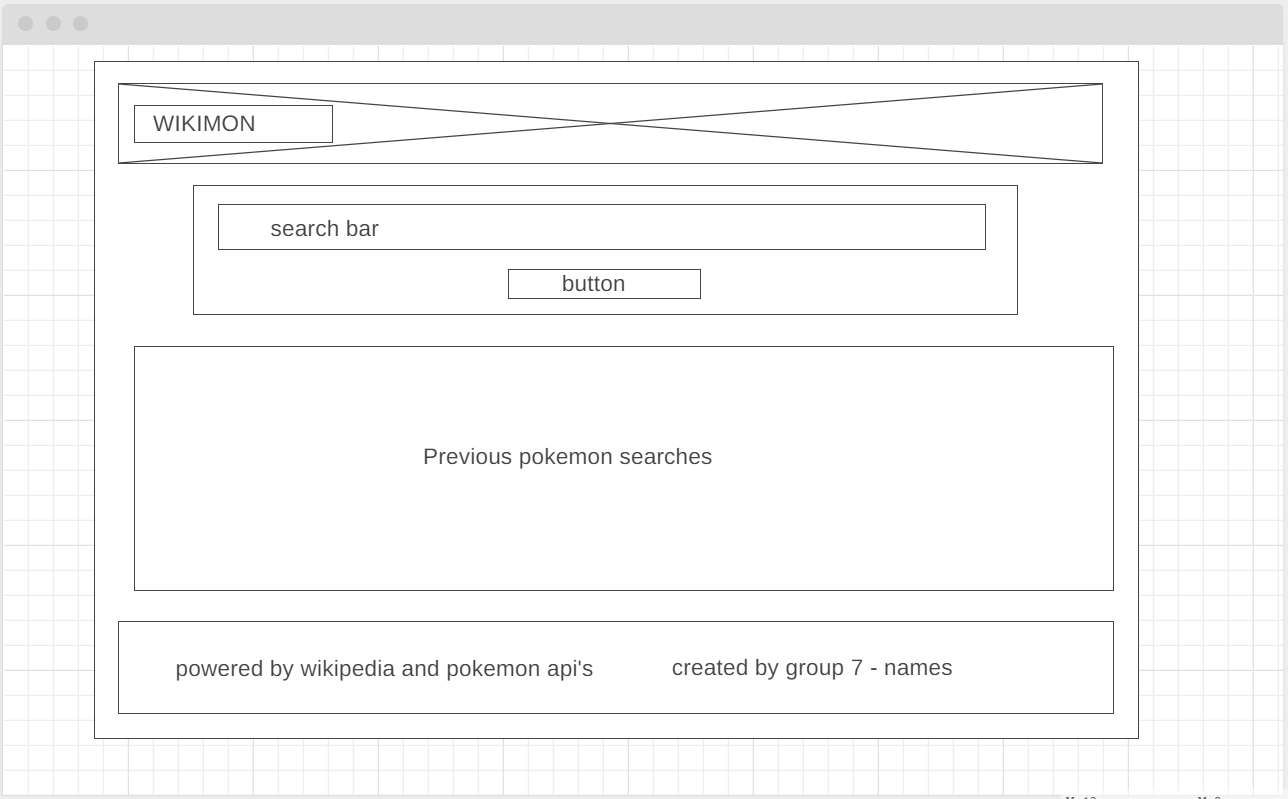 WIKIMON
search bar
button
Previous pokemon searches
powered by wikipedia and pokemon api's
created by group 7 - names